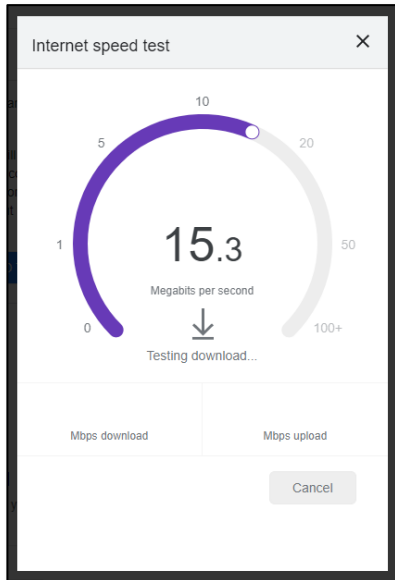 Internet speed test
10
5
20
1
15.3
50
Megabits per second
0
100+
Testing download...
Mbps download
Mbps upload
Cancel